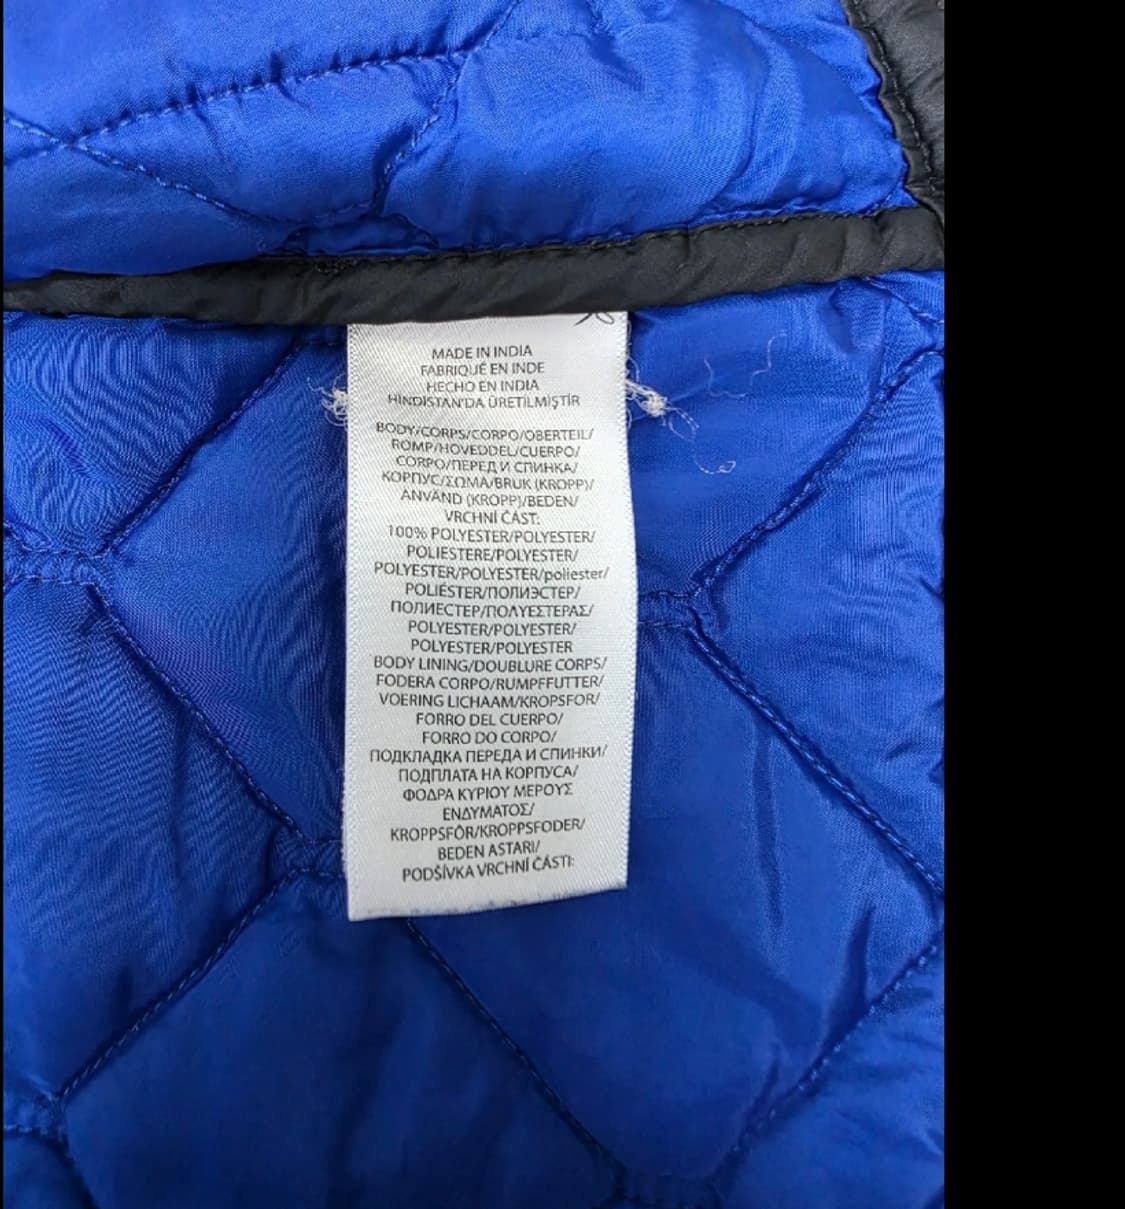 MADE IN INDIA
FABRIQUÉ EN INDE
HECHO EN INDIA
HİNDİSTAN'DA ÜRETİLMİŞTİR
BODY/CORPS/CORPO/OBERTEIL/
ROMP/HOVEDDEL/CUERPO/
CORPO/ПЕРЕД И СПИНКА/
КОРПУС/ΣΩΜΑ/BRUK (KROPP)/
ANVÄND (KROPP)/BEDEN/
VRCHNÍ ČÁST:
100% POLYESTER/POLYESTER/
POLIESTERE/POLYESTER/
POLYESTER/POLYESTER/poliester/
POLIÉSTER/ПОЛИЭСТЕР/
ПОЛИЕСТЕР/ΠΟΛΥΕΣΤΕΡΑΣ/
POLYESTER/POLYESTER/
POLYESTER/POLYESTER
BODY LINING/DOUBLURE CORPS/
FODERA CORPO/RUMPFFUTTER/
VOERING LICHAAM/KROPSFOR/
FORRO DEL CUERPO/
FORRO DO CORPO/
ПОДКЛАДКА ПЕРЕДА И СПИНКИ/
ПОДПЛАТА НА КОРПУСА/
ΦΟΔΡΑ ΚΥΡΙΟΥ ΜΕΡΟΥΣ
ΕΝΔΥΜΑΤΟΣ/
KROPPSFÔR/KROPPSFODER/
BEDEN ASTARI/
PODŠÍVKA VRCHNÍ ČÁSTI: